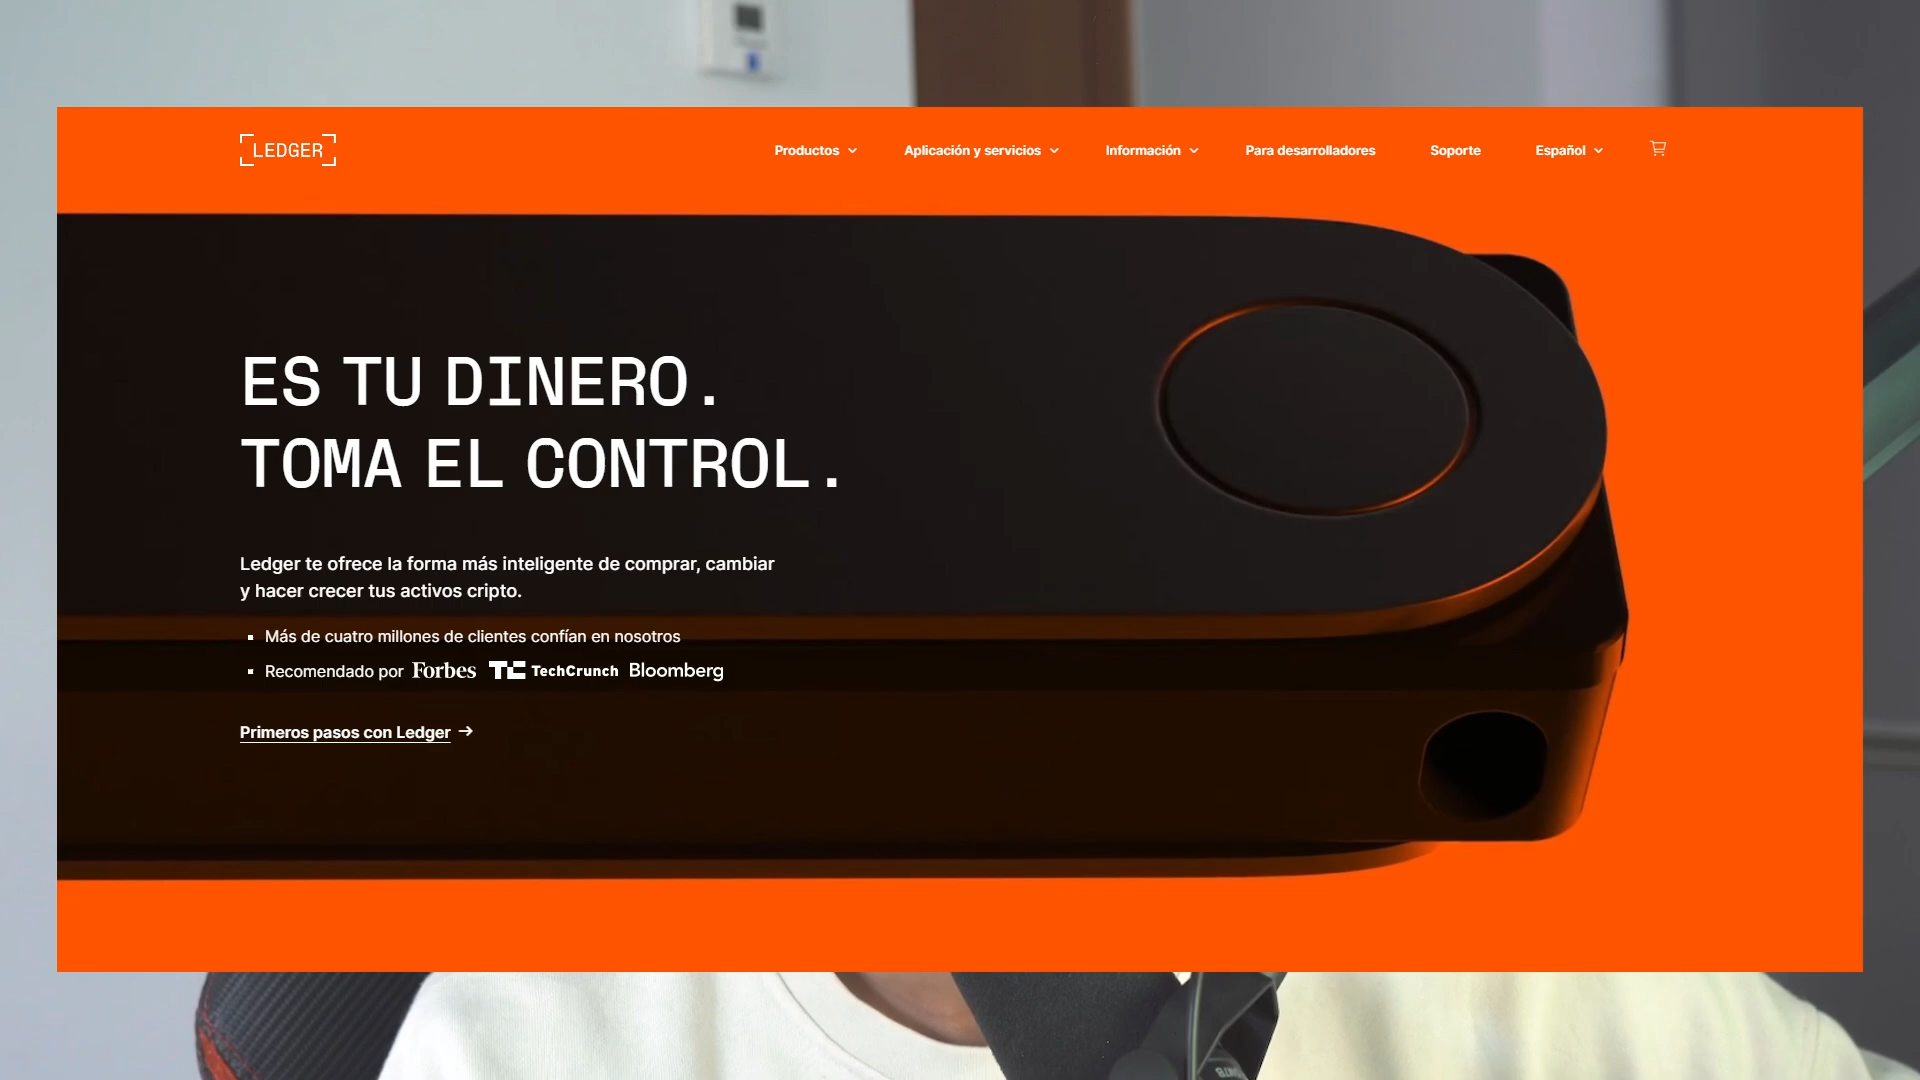 LEDGER
Productos
Aplicación y servicios
Información
Para desarrolladores
Soporte
Español
ES TU DINERO.
TOMA EL CONTROL.
Ledger te ofrece la forma más inteligente de comprar, cambiar
y hacer crecer tus activos cripto.
Más de cuatro millones de clientes confían en nosotros
Recomendado por Forbes TC TechCrunch Bloomberg
Primeros pasos con Ledger